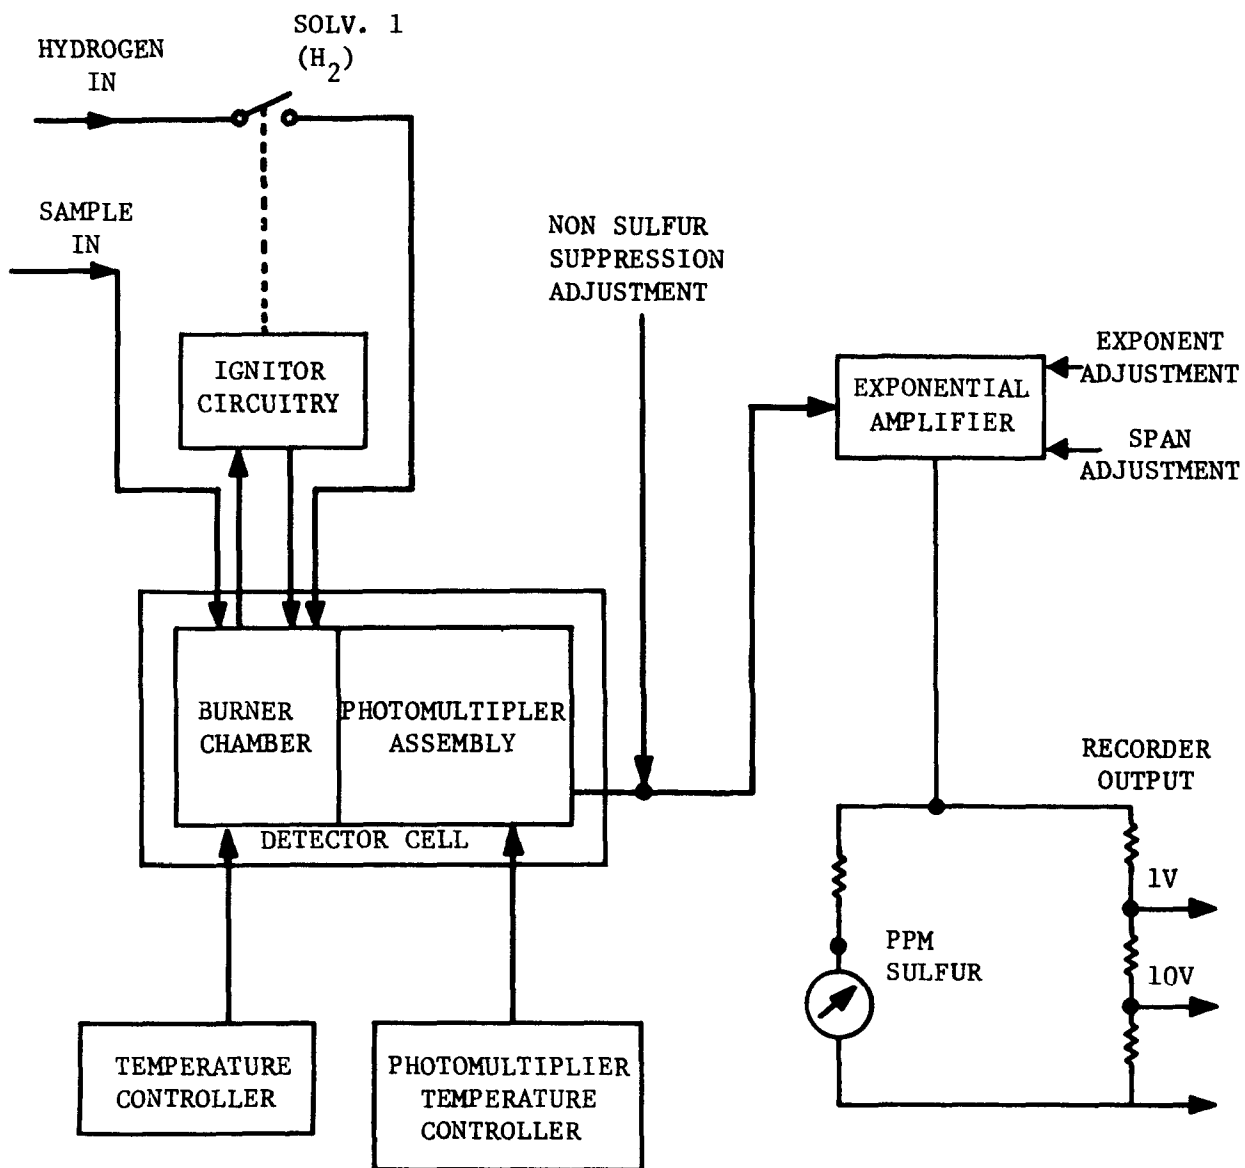 SOLV. 1
(H2)
HYDROGEN
IN
SAMPLE
IN
NON SULFUR
SUPPRESSION
ADJUSTMENT
IGNITOR
CIRCUITRY
EXPONENTIAL
AMPLIFIER
EXPONENT
ADJUSTMENT
SPAN
ADJUSTMENT
BURNER
CHAMBER
PHOTOMULTIPLER
ASSEMBLY
DETECTOR CELL
RECORDER
OUTPUT
1V
PPM
SULFUR
10V
TEMPERATURE
CONTROLLER
PHOTOMULTIPLIER
TEMPERATURE
CONTROLLER